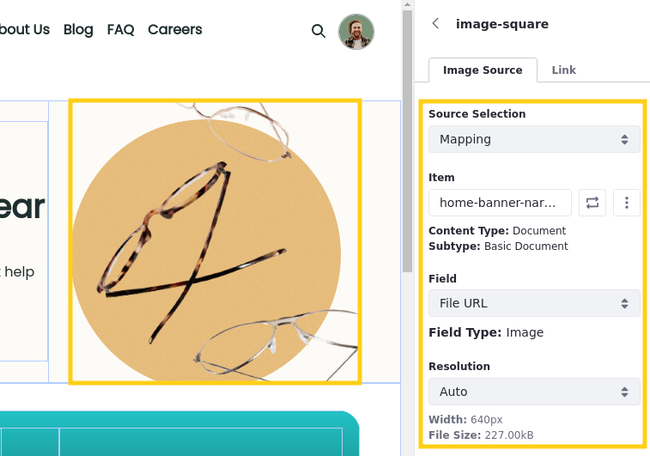 bout Us Blog FAQ Careers
ear
t help
image-square
Image Source Link
Source Selection
Mapping
Item
home-banner-nar...
Content Type: Document
Subtype: Basic Document
Field
File URL
Field Type: Image
Resolution
Auto
Width: 640px
File Size: 227.00kB